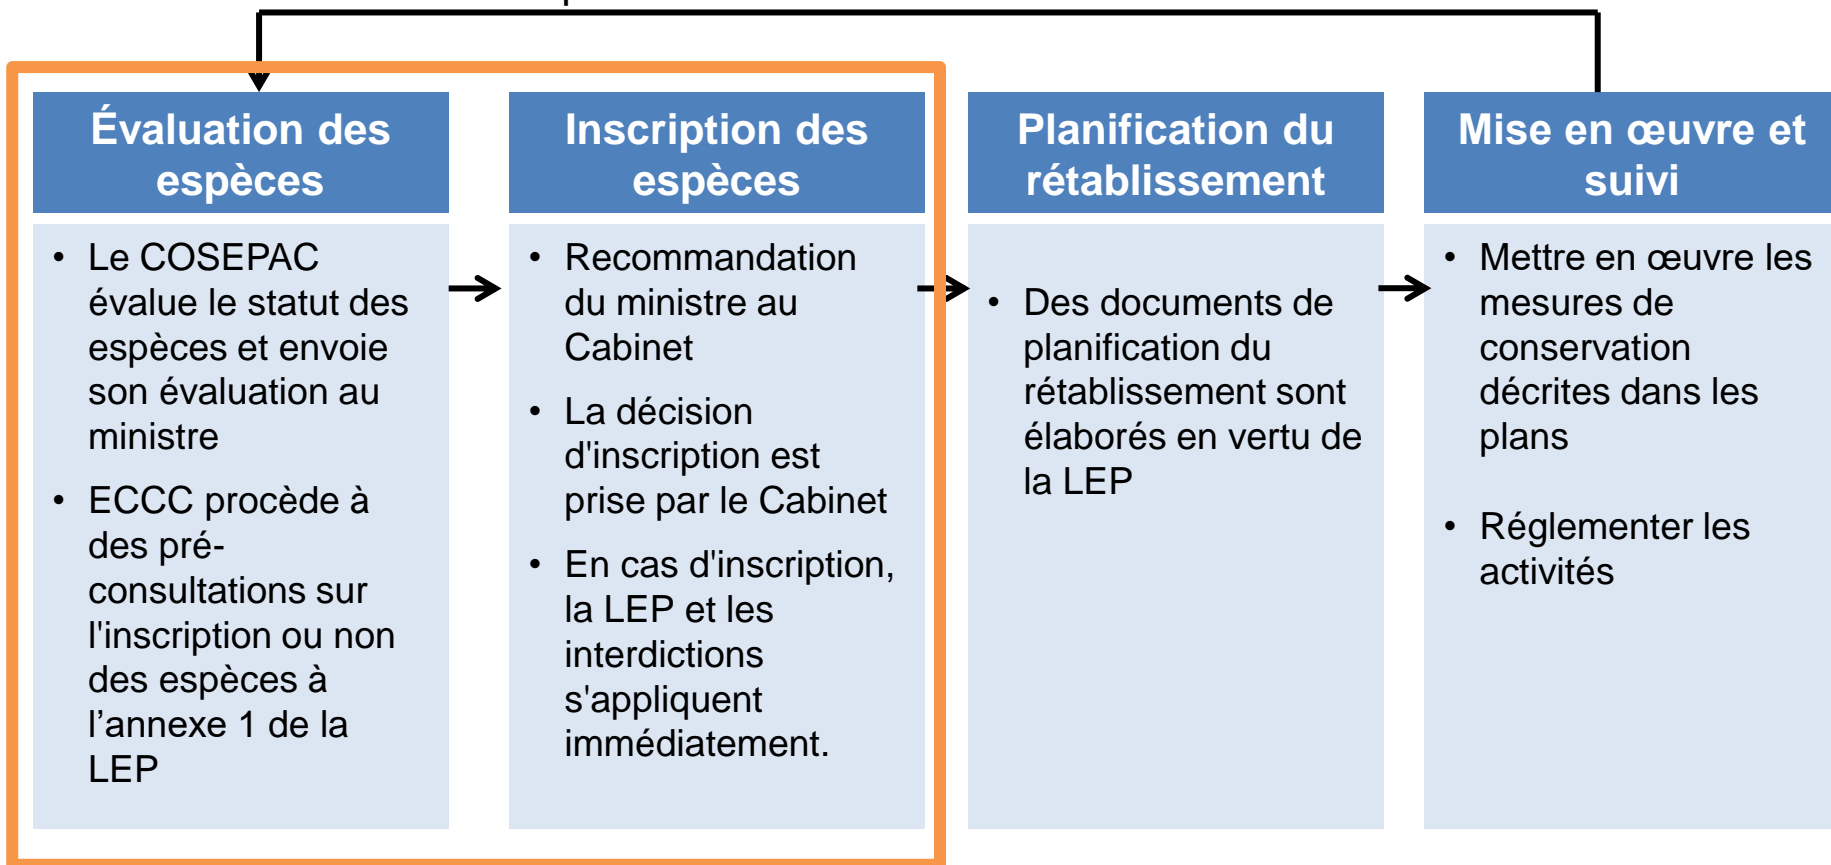 Évaluation des
espèces
• Le COSEPAC
évalue le statut des
espèces et envoie
son évaluation au
ministre
• ECCC procède à
des pré-
consultations sur
l'inscription ou non
des espèces à
l’annexe 1 de la
LEP
Inscription des
espèces
• Recommandation
du ministre au
Cabinet
• La décision
d'inscription est
prise par le Cabinet
• En cas d'inscription,
la LEP et les
interdictions
s'appliquent
immédiatement.
Planification du
rétablissement
• Des documents de
planification du
rétablissement sont
élaborés en vertu de
la LEP
Mise en œuvre et
suivi
• Mettre en œuvre les
mesures de
conservation
décrites dans les
plans
• Réglementer les
activités